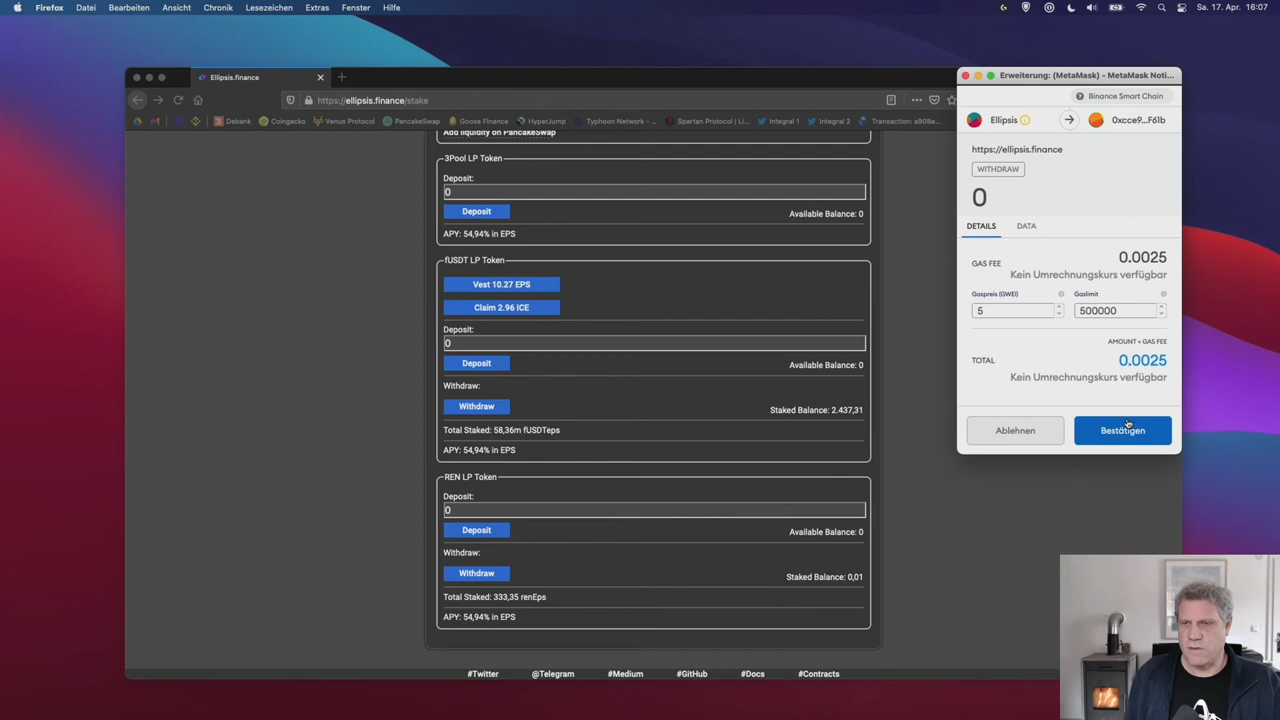 Firefox Datei Bearbeiten Ansicht Chronik Lesezeichen Extras Fenster Hilfe Sa. 17. Apr. 16:07
Ellipsis.finance
https://ellipsis.finance/stake
Debank Coingecko Venus Protocol PancakeSwap Goose Finance HyperJump Typhoon Network -... Spartan Protocol | Li... Integral 1 Integral 2 Transaction: a908e...
Add liquidity on PancakeSwap
3Pool LP Token
Deposit:
0
Deposit Available Balance: 0
APY: 54,94% in EPS
fUSDT LP Token
Vest 10.27 EPS
Claim 2.96 ICE
Deposit:
0
Deposit Available Balance: 0
Withdraw:
Withdraw Staked Balance: 2.437,31
Total Staked: 58,36m fUSDTeps
APY: 54,94% in EPS
REN LP Token
Deposit:
0
Deposit Available Balance: 0
Withdraw:
Withdraw Staked Balance: 0,01
Total Staked: 333,35 renEps
APY: 54,94% in EPS
#Twitter @Telegram #Medium #GitHub #Docs #Contracts
Erweiterung: (MetaMask) - MetaMask Noti...
Binance Smart Chain
Ellipsis 0xcce9...F61b
https://ellipsis.finance
WITHDRAW
0
DETAILS DATA
GAS FEE 0.0025
Kein Umrechnungskurs verfügbar
Gaspreis (GWEI) Gaslimit
5 500000
AMOUNT + GAS FEE
TOTAL 0.0025
Kein Umrechnungskurs verfügbar
Ablehnen Bestätigen